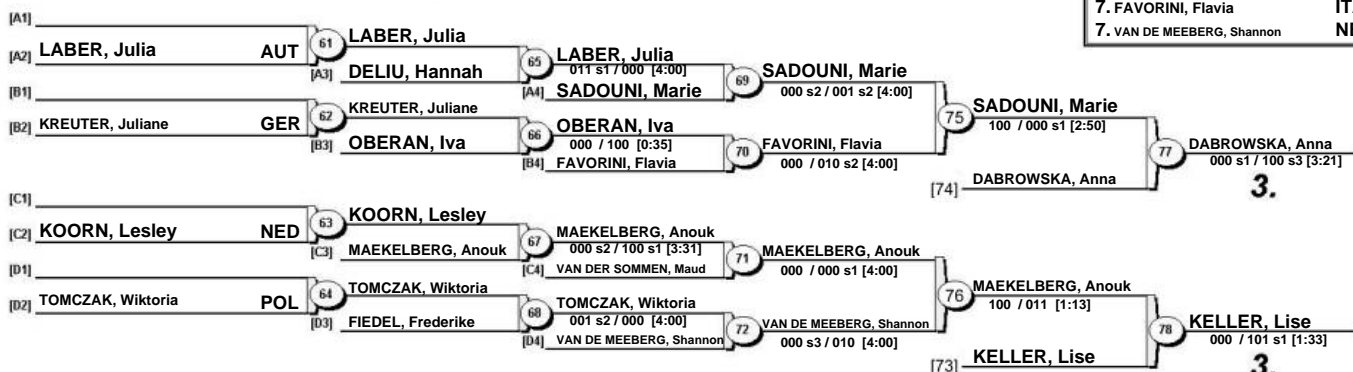 7. FAVORINI, Flavia
7. VAN DE MEEBERG, Shannon
[A1]
[A2] LABER, Julia AUT
61
LABER, Julia
[A3] DELIU, Hannah
65
LABER, Julia
011 s1 / 000 [4:00]
[A4] SADOUNI, Marie
69
SADOUNI, Marie
000 s2 / 001 s2 [4:00]
[B1]
[B2] KREUTER, Juliane GER
62
KREUTER, Juliane
[B3] OBERAN, Iva
66
OBERAN, Iva
000 / 100 [0:35]
[B4] FAVORINI, Flavia
70
FAVORINI, Flavia
000 / 010 s2 [4:00]
75
SADOUNI, Marie
100 / 000 s1 [2:50]
[74] DABROWSKA, Anna
77
DABROWSKA, Anna
000 s1 / 100 s3 [3:21]
3.
[C1]
[C2] KOORN, Lesley NED
63
KOORN, Lesley
[C3] MAEKELBERG, Anouk
67
MAEKELBERG, Anouk
000 s2 / 100 s1 [3:31]
[C4] VAN DER SOMMEN, Maud
71
MAEKELBERG, Anouk
000 / 000 s1 [4:00]
[D1]
[D2] TOMCZAK, Wiktoria POL
64
TOMCZAK, Wiktoria
[D3] FIEDEL, Frederike
68
TOMCZAK, Wiktoria
001 s2 / 000 [4:00]
[D4] VAN DE MEEBERG, Shannon
72
VAN DE MEEBERG, Shannon
000 s3 / 010 [4:00]
76
MAEKELBERG, Anouk
100 / 011 [1:13]
[73] KELLER, Lise
78
KELLER, Lise
000 / 101 s1 [1:33]
3.